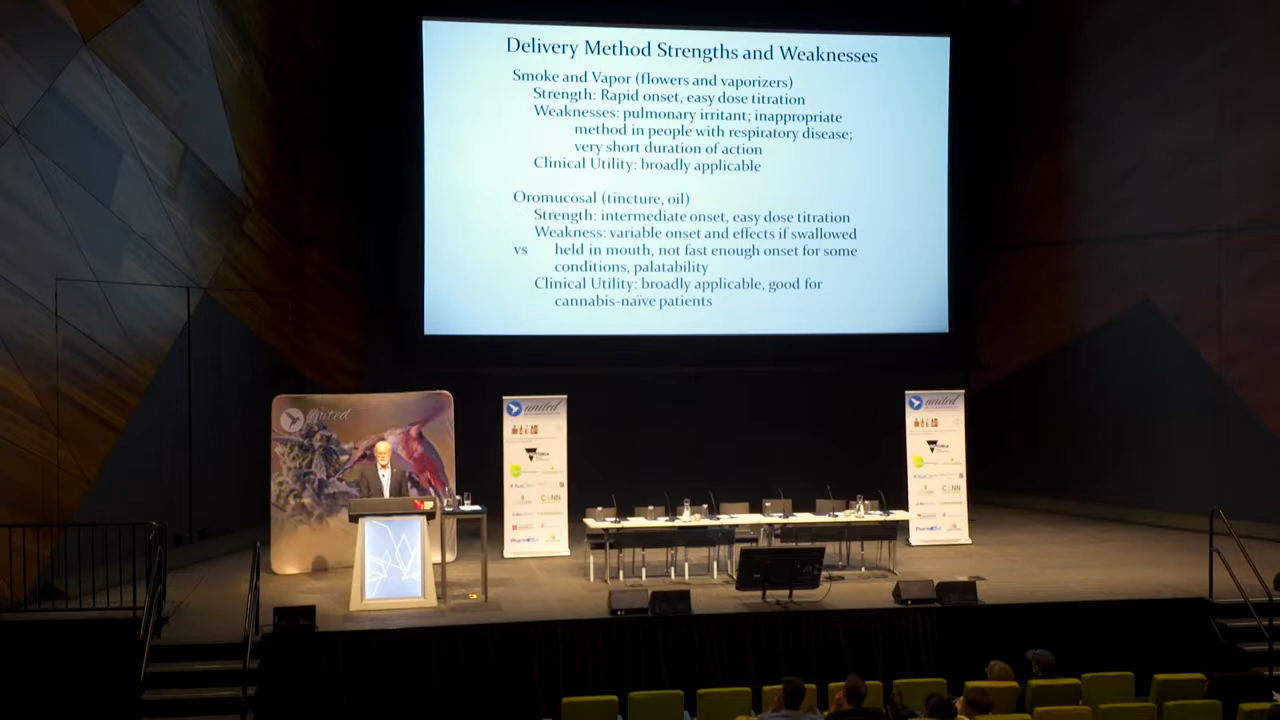 Delivery Method Strengths and Weaknesses
Smoke and Vapor (flowers and vaporizers)
Strength: Rapid onset, easy dose titration
Weaknesses: pulmonary irritant; inappropriate
method in people with respiratory disease;
very short duration of action
Clinical Utility: broadly applicable
Oromucosal (tincture, oil)
Strength: intermediate onset, easy dose titration
Weakness: variable onset and effects if swallowed
vs held in mouth, not fast enough onset for some
conditions, palatability
Clinical Utility: broadly applicable, good for
cannabis-naïve patients
united
united
united